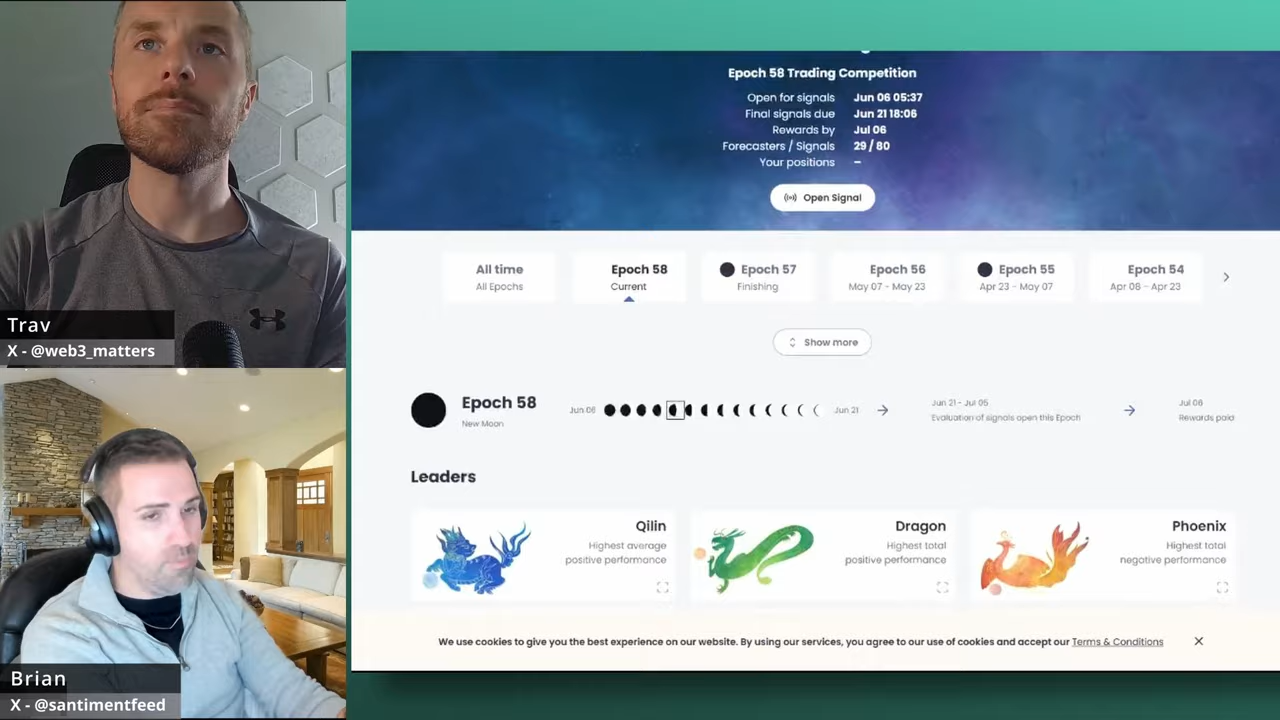 Trav
X - @web3_matters
Brian
X - @santimentfeed
Epoch 58 Trading Competition
Open for signals Jun 06 05:37
Final signals due Jun 21 18:06
Rewards by Jul 06
Forecasters / Signals 29 / 80
Your positions –
Open Signal
All time
All Epochs
Epoch 58
Current
Epoch 57
Finishing
Epoch 56
May 07 - May 23
Epoch 55
Apr 23 - May 07
Epoch 54
Apr 08 - Apr 23
Show more
Epoch 58
New Moon
Jun 06
Jun 21
Jun 21 - Jul 05
Evaluation of signals open this Epoch
Jul 06
Rewards paid
Leaders
Qilin
Highest average
positive performance
Dragon
Highest total
positive performance
Phoenix
Highest total
negative performance
We use cookies to give you the best experience on our website. By using our services, you agree to our use of cookies and accept our Terms & Conditions